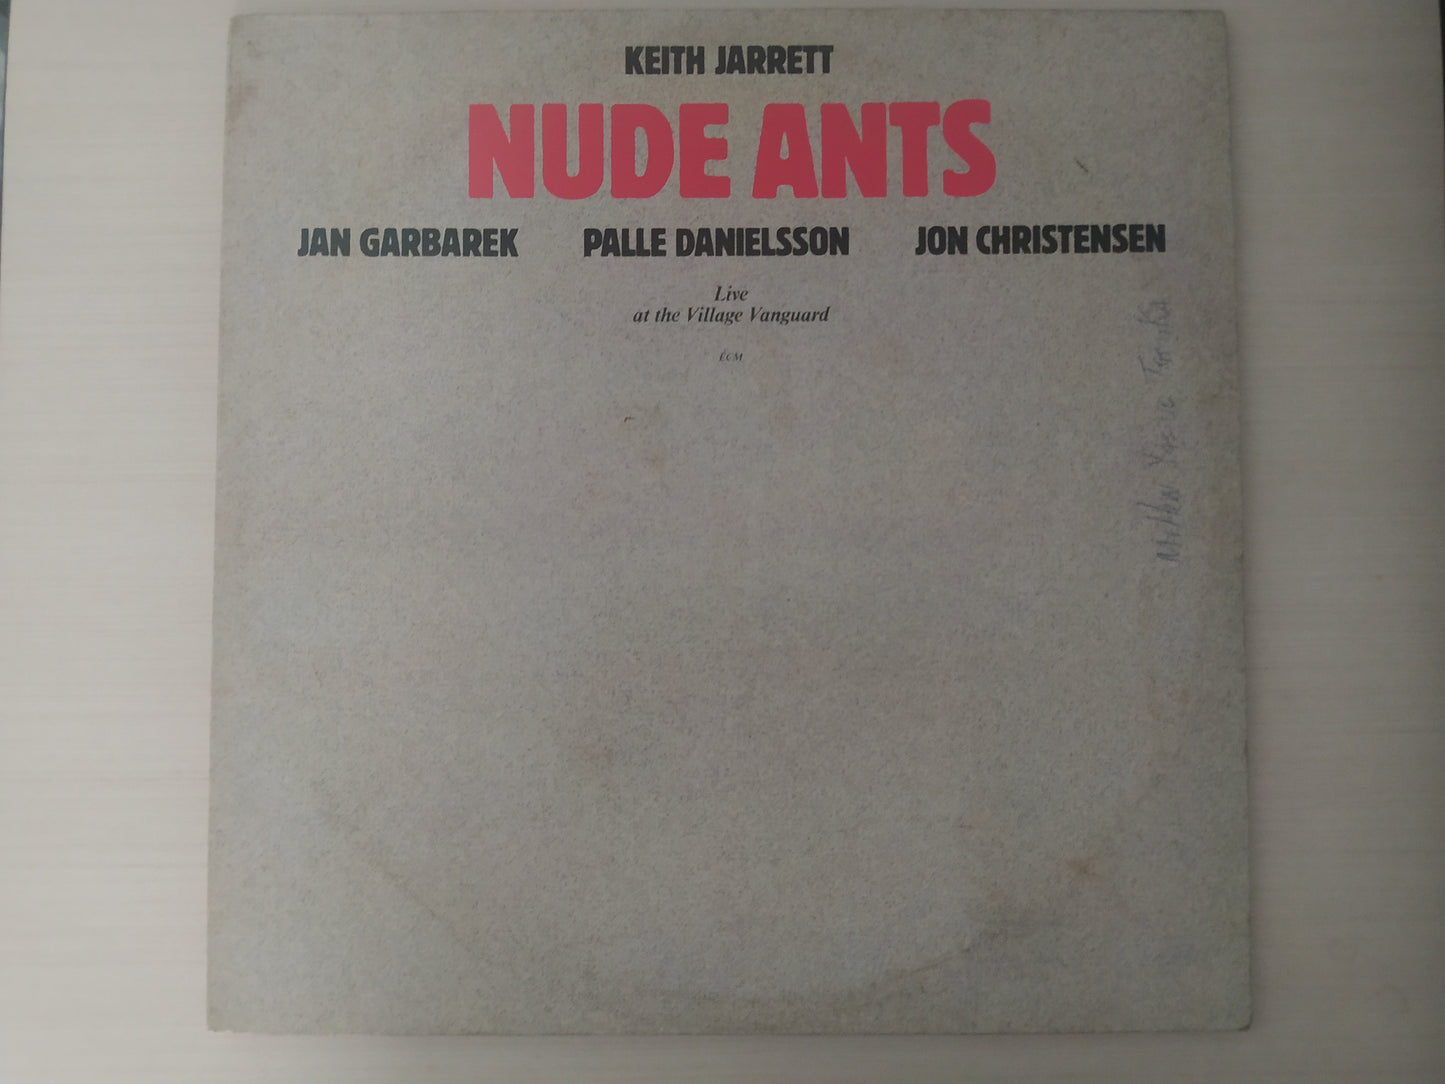 KEITH JARRETT
NUDE ANTS
JAN GARBAREK PALLE DANIELSSON JON CHRISTENSEN
Live
at the Village Vanguard
ECM